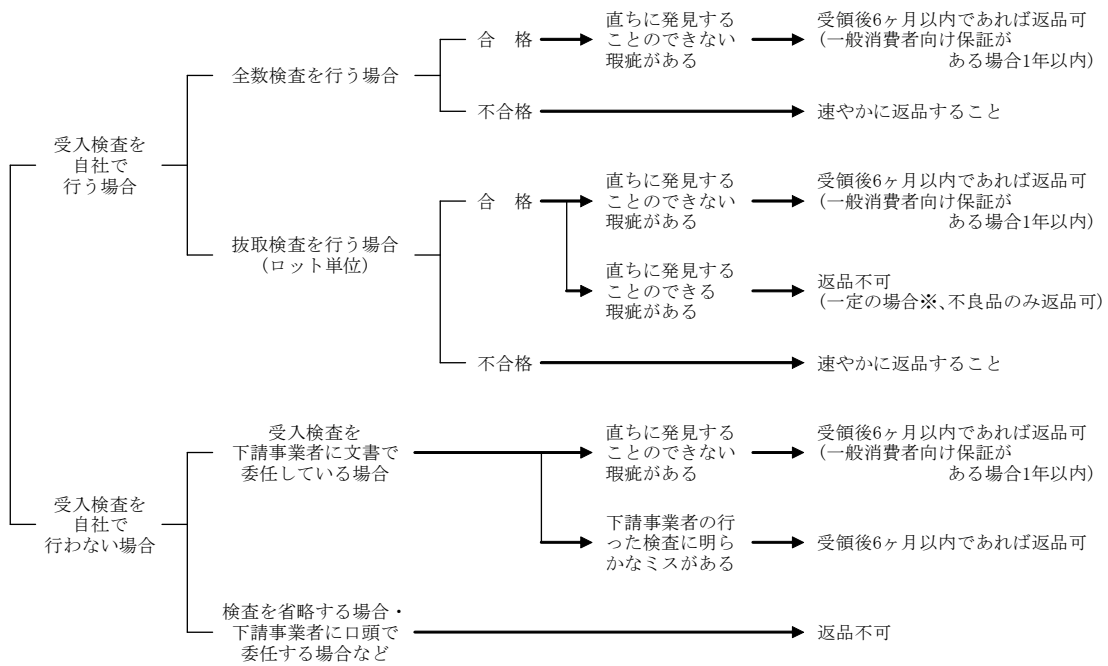 受入検査を
自社で
行う場合
全数検査を行う場合
合　格
直ちに発見する
ことのできない
瑕疵がある
受領後6ヶ月以内であれば返品可
(一般消費者向け保証が
ある場合1年以内)
不合格
速やかに返品すること
抜取検査を行う場合
(ロット単位)
合　格
直ちに発見する
ことのできない
瑕疵がある
受領後6ヶ月以内であれば返品可
(一般消費者向け保証が
ある場合1年以内)
直ちに発見する
ことのできる
瑕疵がある
返品不可
(一定の場合※、不良品のみ返品可)
不合格
速やかに返品すること
受入検査を
自社で
行わない場合
受入検査を
下請事業者に文書で
委任している場合
直ちに発見する
ことのできない
瑕疵がある
受領後6ヶ月以内であれば返品可
(一般消費者向け保証が
ある場合1年以内)
下請事業者の行
った検査に明ら
かなミスがある
受領後6ヶ月以内であれば返品可
検査を省略する場合・
下請事業者に口頭で
委任する場合など
返品不可